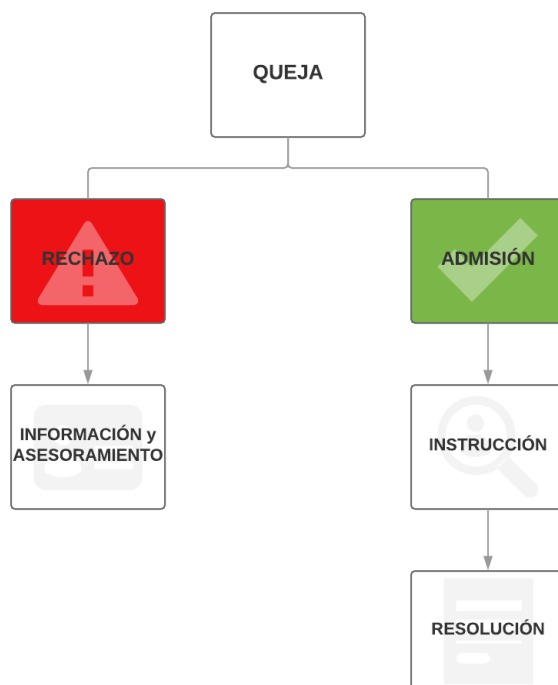 QUEJA
RECHAZO
ADMISIÓN
INFORMACIÓN y
ASESORAMIENTO
INSTRUCCIÓN
RESOLUCIÓN